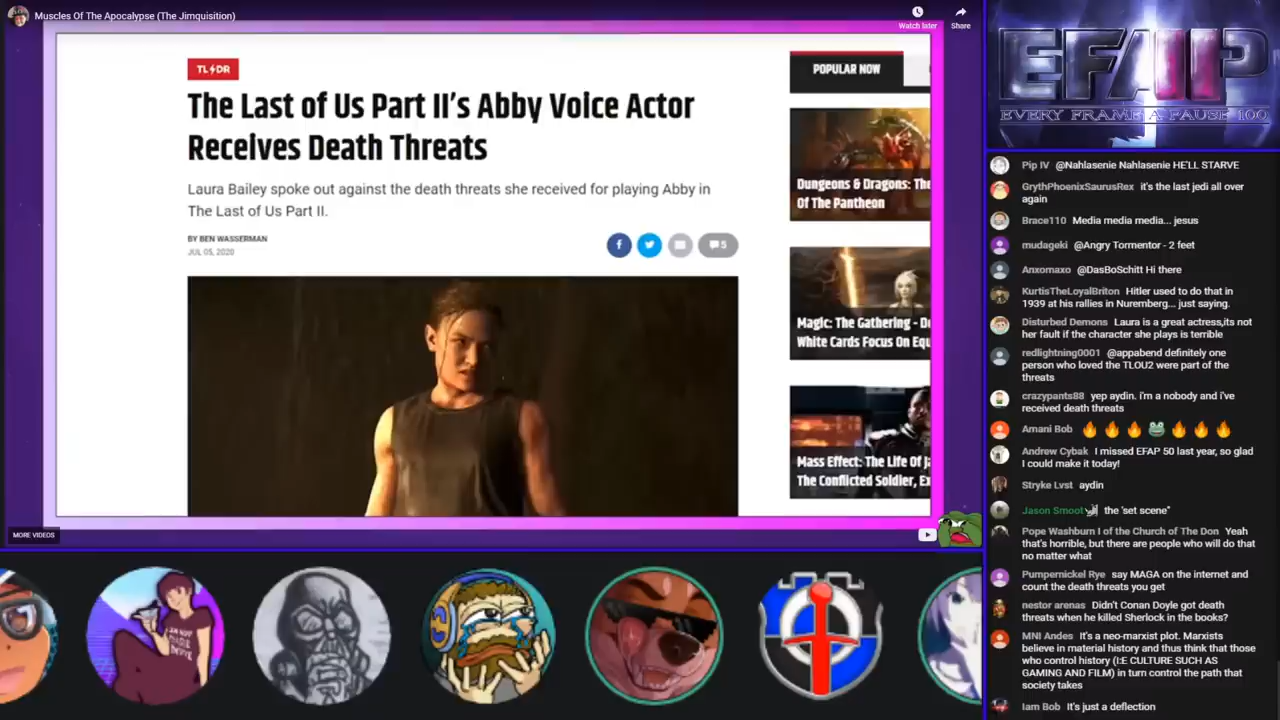 Muscles Of The Apocalypse (The Jimquisition)
Watch later
Share
TL DR
The Last of Us Part II's Abby Voice Actor
Receives Death Threats
Laura Bailey spoke out against the death threats she received for playing Abby in
The Last of Us Part II.
BY BEN WASSERMAN
JUL 05, 2020
5
POPULAR NOW
Dungeons & Dragons: The
Of The Pantheon
Magic: The Gathering - D
White Cards Focus On Equ
Mass Effect: The Life Of
The Conflicted Soldier,
MORE VIDEOS
EFAP
EVERY FRAME A PAUSE 100
Pip IV @Nahlasenie Nahlasenie HE'LL STARVE
GrythPhoenixSaurusRex it's the last jedi all over
again
Brace110 Media media media... jesus
mudageki @Angry Tormentor - 2 feet
Anxomaxo @DasBoSchitt Hi there
KurtisTheLoyalBriton Hitler used to do that in
1939 at his rallies in Nuremberg... just saying.
Disturbed Demons Laura is a great actress,its not
her fault if the character she plays is terrible
redlightning0001 @appabend definitely one
person who loved the TLOU2 were part of the
threats
crazypants88 yep aydin. i'm a nobody and i've
received death threats
Amani Bob
Andrew Cybak I missed EFAP 50 last year, so glad
I could make it today!
Stryke Lvst aydin
Jason Smoot the 'set scene"
Pope Washburn I of the Church of The Don Yeah
that's horrible, but there are people who will do that
no matter what
Pumpernickel Rye say MAGA on the internet and
count the death threats you get
nestor arenas Didn't Conan Doyle got death
threats when he killed Sherlock in the books?
MNI Andes It's a neo-marxist plot. Marxists
believe in material history and thus think that those
who control history (I:E CULTURE SUCH AS
GAMING AND FILM) in turn control the path that
society takes
Iam Bob It's just a deflection